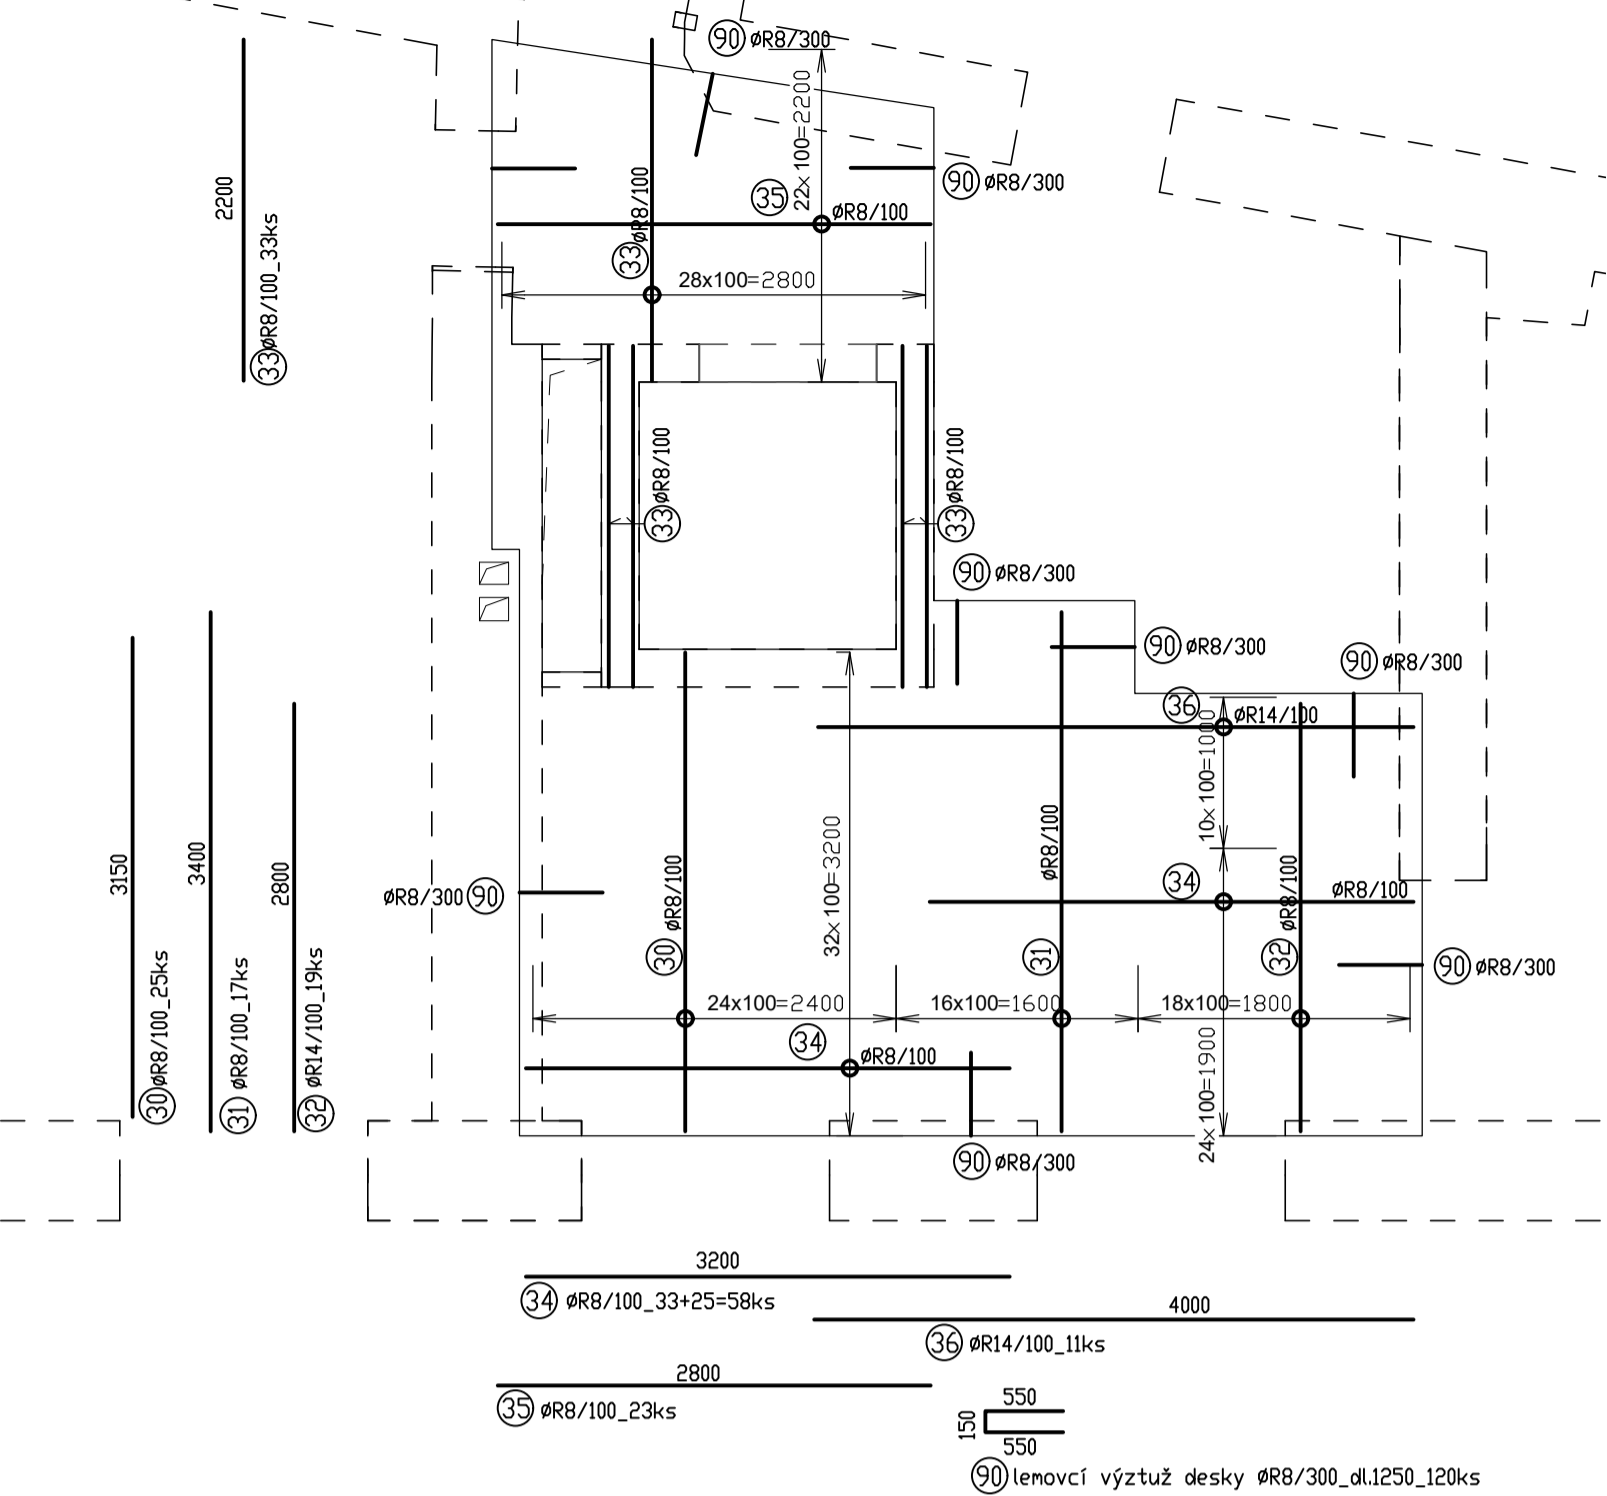 90 øR8/300
22x100=2200
2200
33 øR8/100_33ks
33 øR8/100
35 øR8/100
90 øR8/300
28x100=2800
33 øR8/100
33 øR8/100
90 øR8/300
90 øR8/300
90 øR8/300
36 øR14/100
10x100=1000
3150
30 øR8/100_25ks
3400
31 øR8/100_17ks
2800
32 øR14/100_19ks
øR8/300 90
30 øR8/100
32x100=3200
31 øR8/100
34 øR8/100
32 øR8/100
90 øR8/300
24x100=2400
16x100=1600
18x100=1800
34 øR8/100
24x100=1900
90 øR8/300
3200
34 øR8/100_33+25=58ks
4000
36 øR14/100_11ks
2800
35 øR8/100_23ks
550
150
550
90 lemovcí výztuž desky øR8/300_dl.1250_120ks